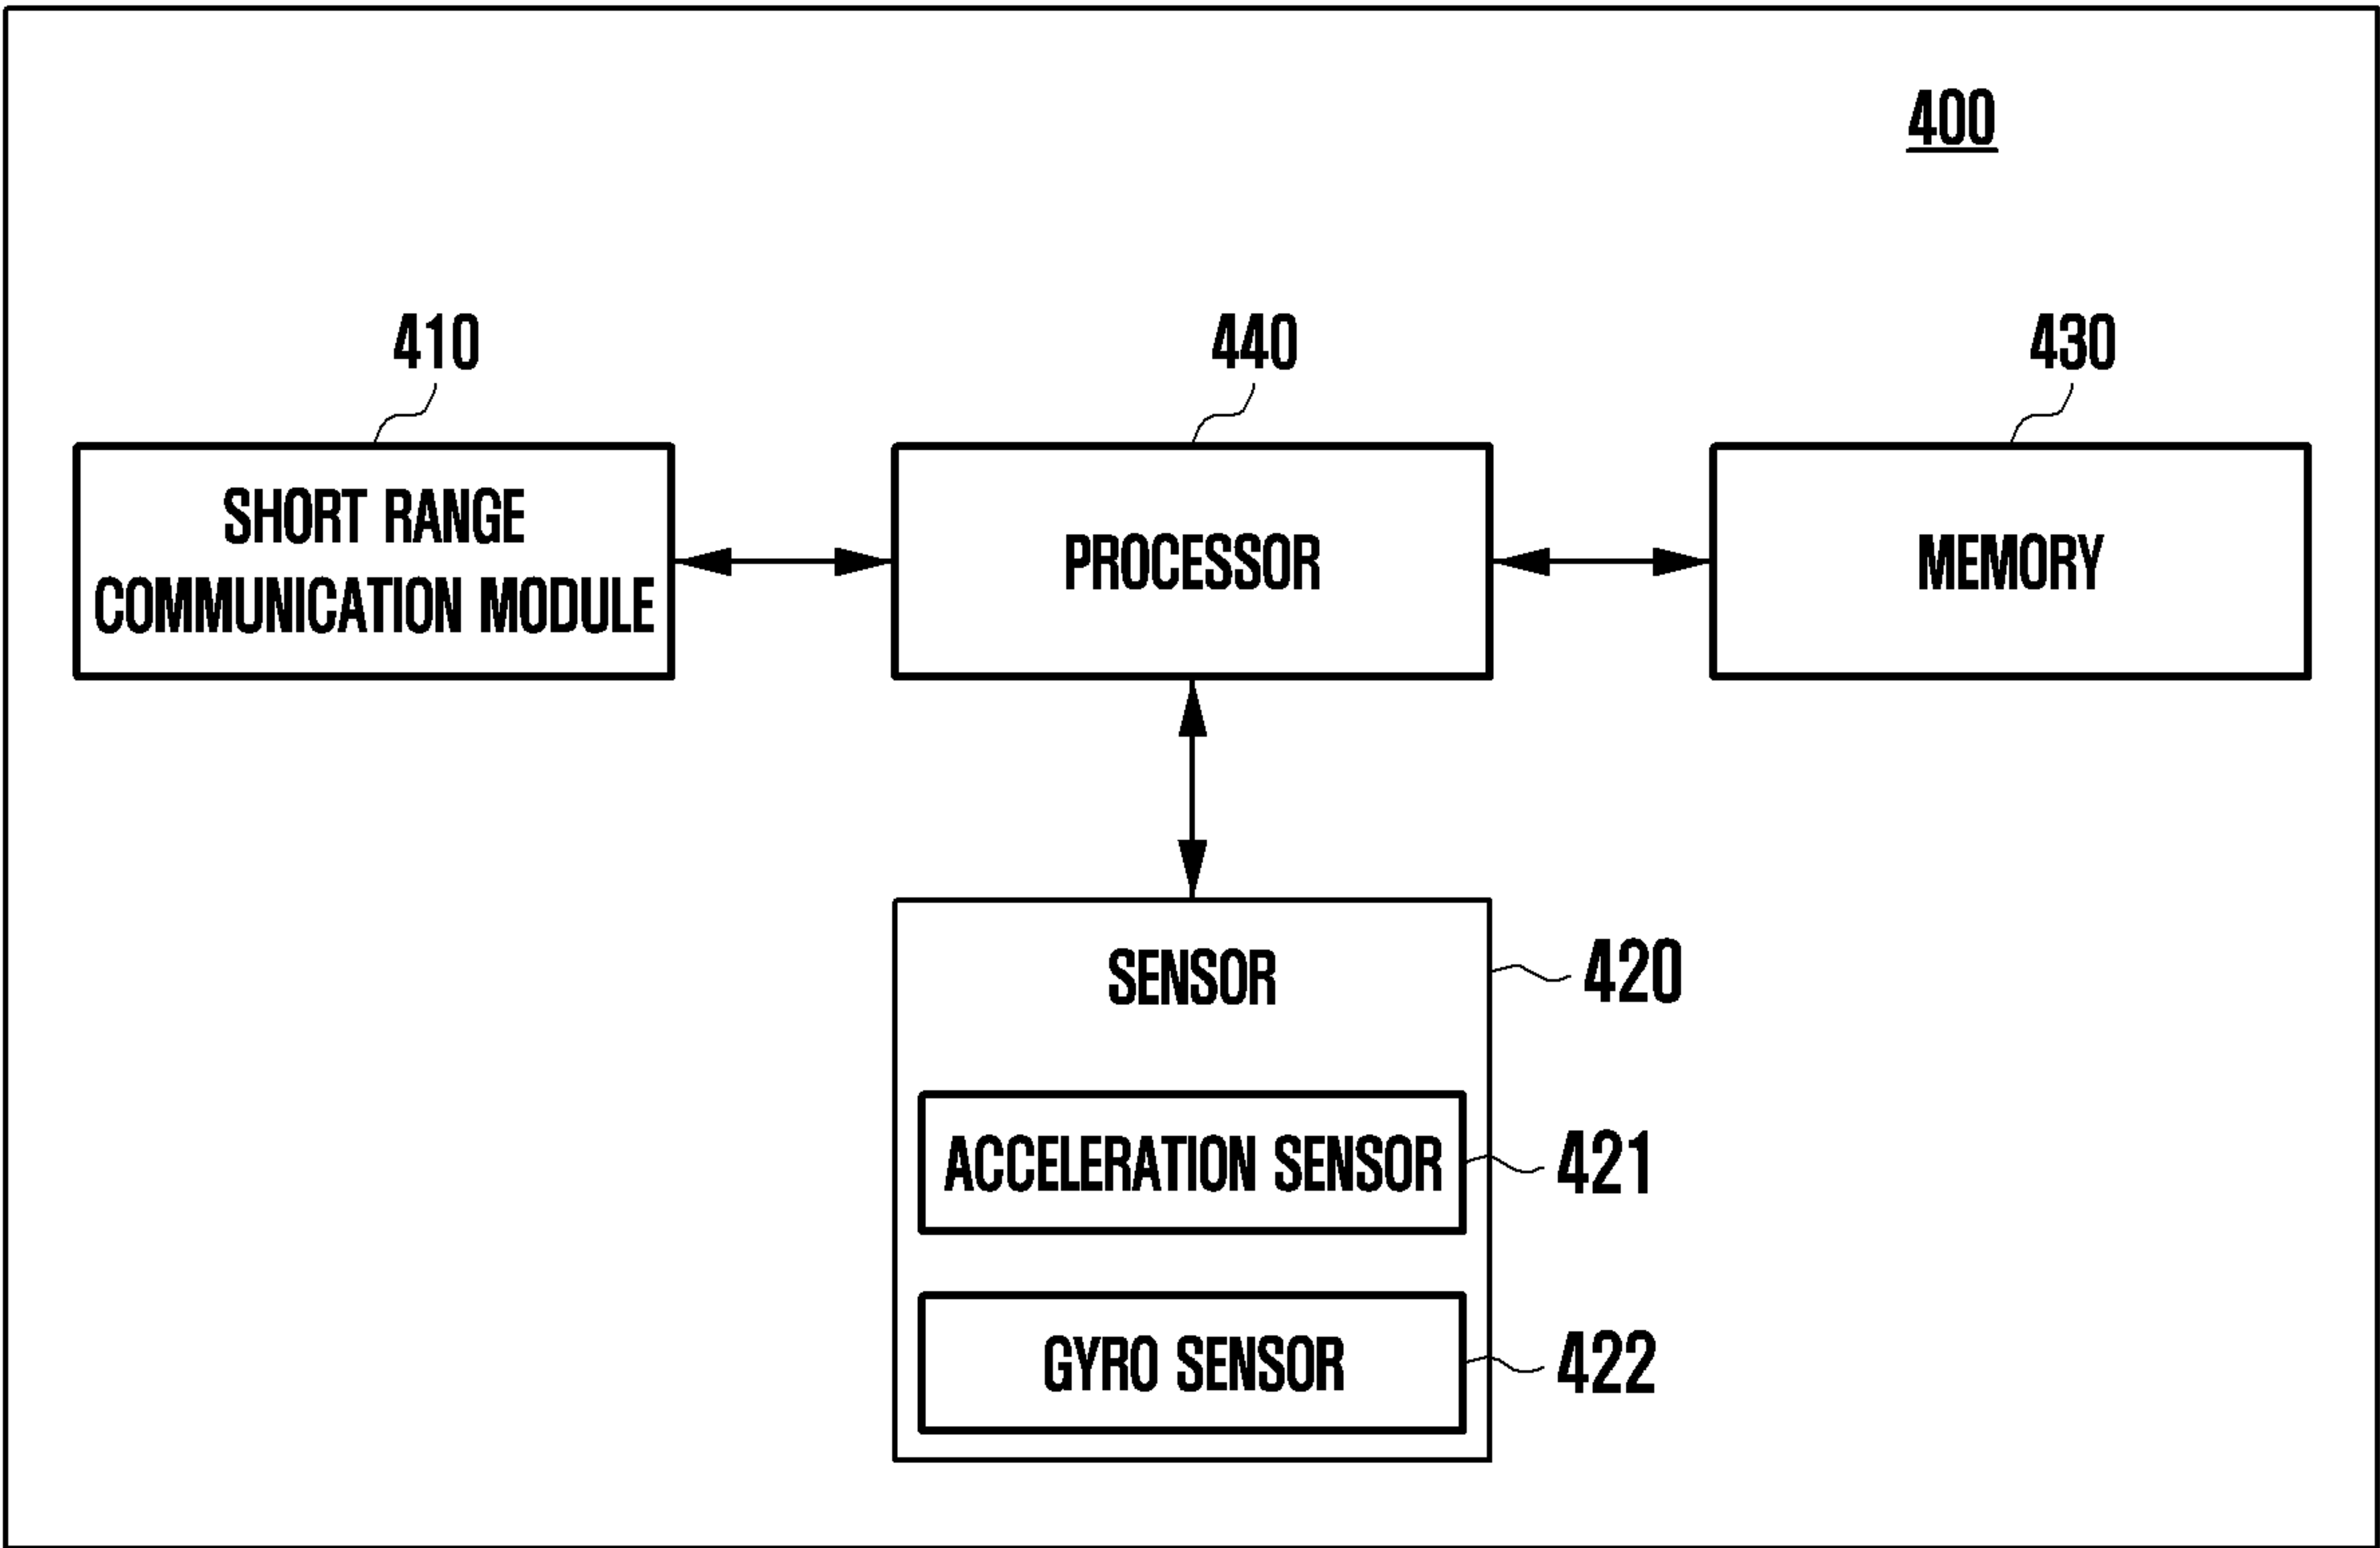 400
410
440
430
SHORT RANGE
COMMUNICATION MODULE
PROCESSOR
MEMORY
SENSOR
420
ACCELERATION SENSOR
421
GYRO SENSOR
422